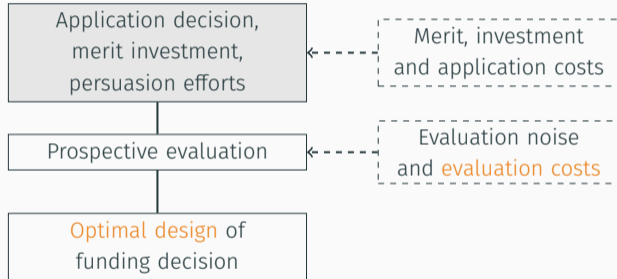 Application decision,
merit investment,
persuasion efforts
Merit, investment
and application costs
Prospective evaluation
Evaluation noise
and evaluation costs
Optimal design of
funding decision